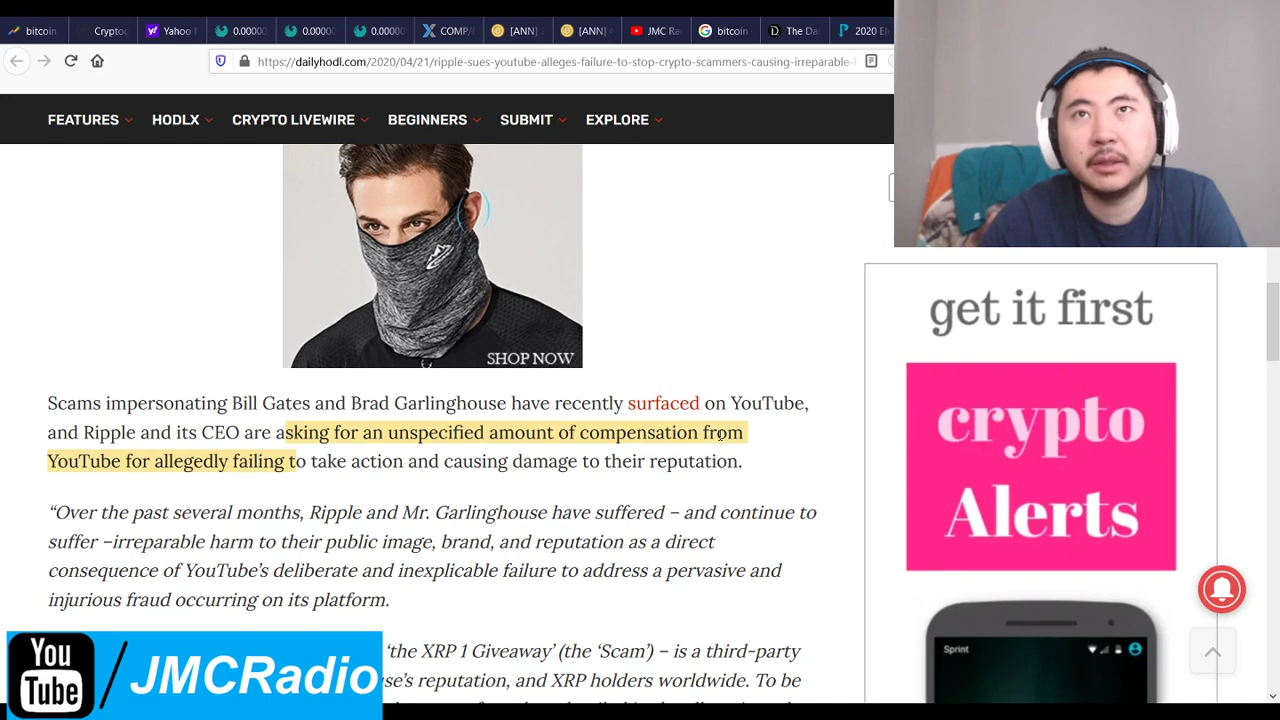 bitcoin
Cryptoc
Yahoo F
0.00000
0.00000
0.00000
COMP/
[ANN]
[ANN]
JMC Ra
bitcoin
The Da
2020 El
https://dailyhodl.com/2020/04/21/ripple-sues-youtube-alleges-failure-to-stop-crypto-scammers-causing-irreparable-
FEATURES
HODLX
CRYPTO LIVEWIRE
BEGINNERS
SUBMIT
EXPLORE
SHOP NOW
Scams impersonating Bill Gates and Brad Garlinghouse have recently surfaced on YouTube,
and Ripple and its CEO are asking for an unspecified amount of compensation from
YouTube for allegedly failing to take action and causing damage to their reputation.
“Over the past several months, Ripple and Mr. Garlinghouse have suffered – and continue to
suffer –irreparable harm to their public image, brand, and reputation as a direct
consequence of YouTube’s deliberate and inexplicable failure to address a pervasive and
injurious fraud occurring on its platform.
‘the XRP 1 Giveaway’ (the ‘Scam’) – is a third-party
se’s reputation, and XRP holders worldwide. To be
get it first
crypto
Alerts
Sprint
You
Tube
/JMCRadio